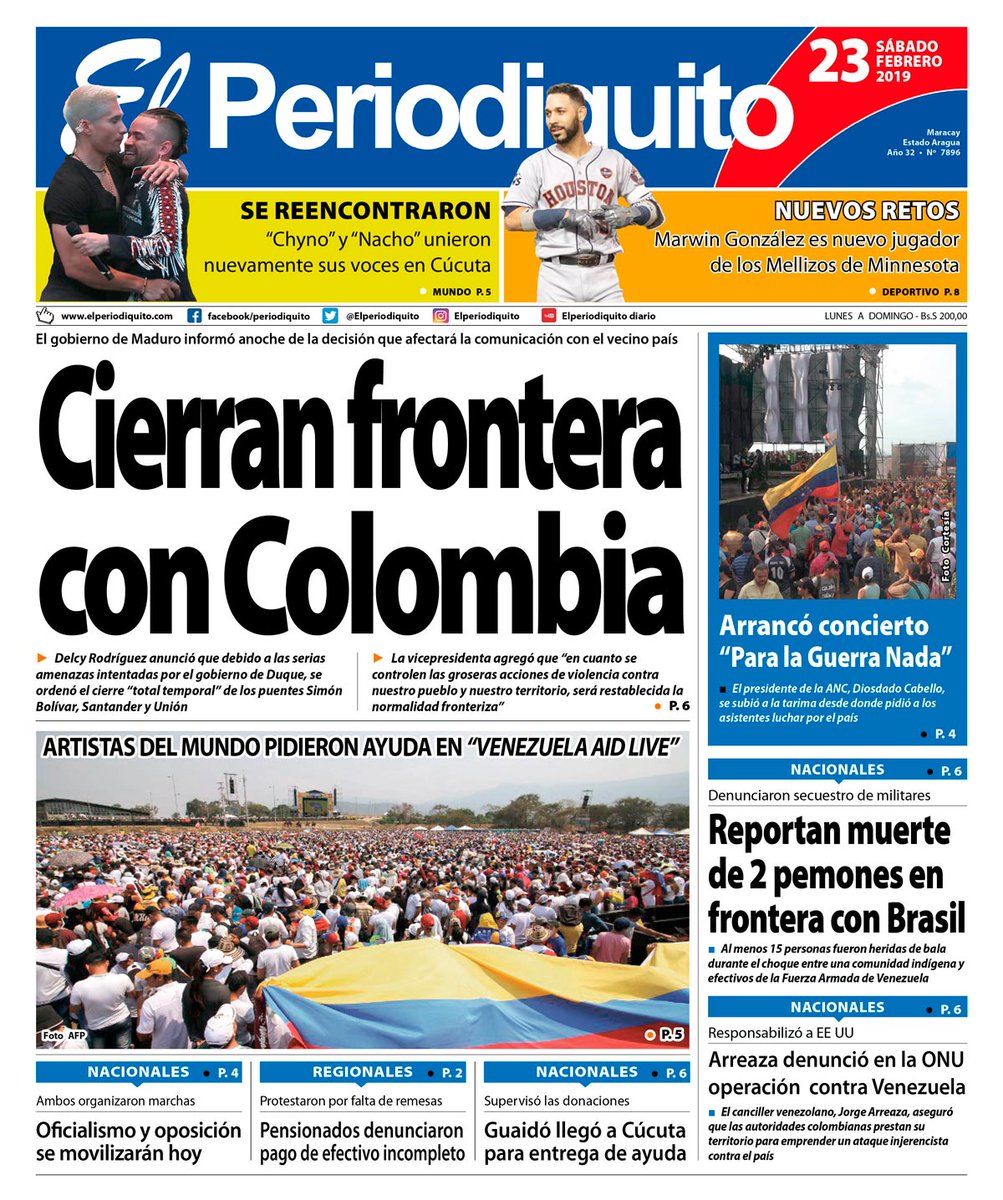 El Periodiquito
23 SÁBADO
FEBRERO
2019
Maracay
Estado Aragua
Año 32 • Nº 7896
SE REENCONTRARON
“Chyno” y “Nacho” unieron
nuevamente sus voces en Cúcuta
MUNDO P. 5
HOUSTON
NUEVOS RETOS
Marwin González es nuevo jugador
de los Mellizos de Minnesota
DEPORTIVO P. 8
www.elperiodiquito.com facebook/periodiquito @Elperiodiquito Elperiodiquito Elperiodiquito diario LUNES A DOMINGO - Bs.S 200,00
El gobierno de Maduro informó anoche de la decisión que afectará la comunicación con el vecino país
Cierran frontera
con Colombia
► Delcy Rodríguez anunció que debido a las serias
amenazas intentadas por el gobierno de Duque, se
ordenó el cierre “total temporal” de los puentes Simón
Bolívar, Santander y Unión
► La vicepresidenta agregó que “en cuanto se
controlen las groseras acciones de violencia contra
nuestro pueblo y nuestro territorio, será restablecida la
normalidad fronteriza”
• P. 6
Foto Cortesía
Arrancó concierto
“Para la Guerra Nada”
■ El presidente de la ANC, Diosdado Cabello,
se subió a la tarima desde donde pidió a los
asistentes luchar por el país
• P. 4
ARTISTAS DEL MUNDO PIDIERON AYUDA EN “VENEZUELA AID LIVE”
Foto AFP
P. 5
NACIONALES • P. 6
Denunciaron secuestro de militares
Reportan muerte
de 2 pemones en
frontera con Brasil
■ Al menos 15 personas fueron heridas de bala
durante el choque entre una comunidad indígena y
efectivos de la Fuerza Armada de Venezuela
NACIONALES • P. 6
Responsabilizó a EE UU
Arreaza denunció en la ONU
operación contra Venezuela
■ El canciller venezolano, Jorge Arreaza, aseguró
que las autoridades colombianas prestan su
territorio para emprender un ataque injerencista
contra el país
NACIONALES • P. 4
Ambos organizaron marchas
Oficialismo y oposición
se movilizarán hoy
REGIONALES • P. 2
Protestaron por falta de remesas
Pensionados denunciaron
pago de efectivo incompleto
NACIONALES • P. 6
Supervisó las donaciones
Guaidó llegó a Cúcuta
para entrega de ayuda